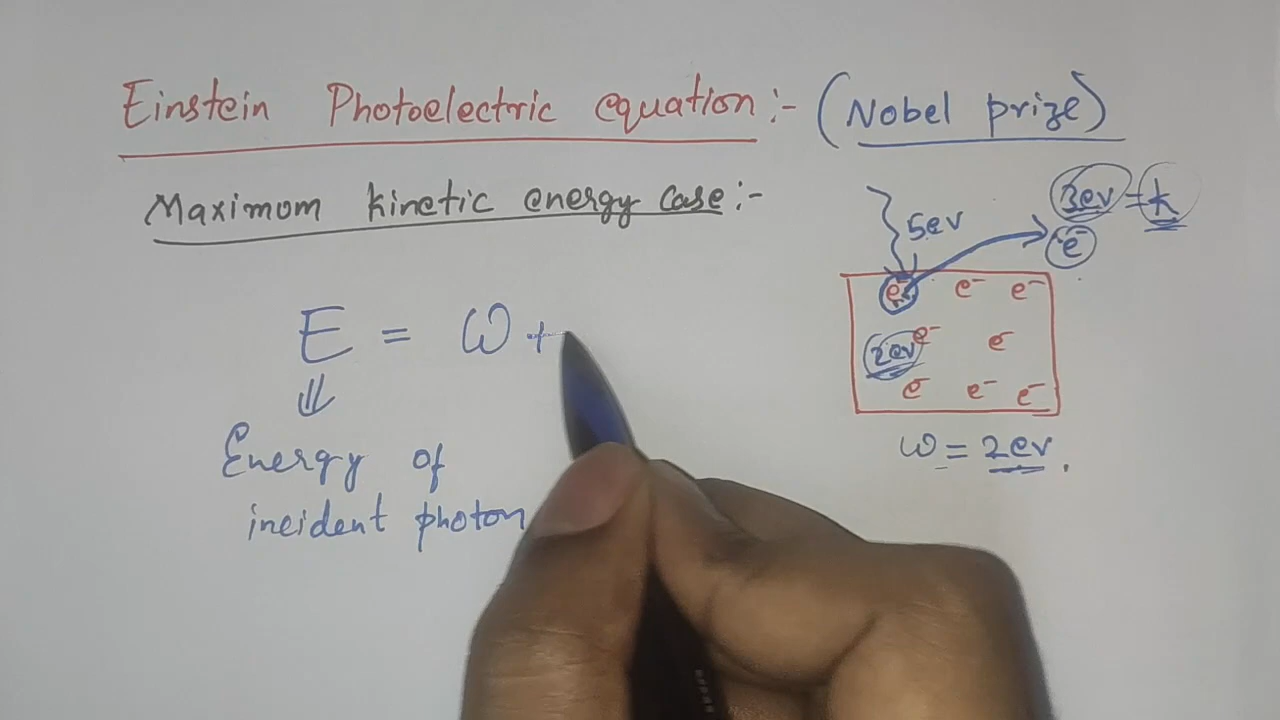 Einstein Photoelectric equation :- (Nobel prize)
Maximom kinetic energy case :-
3ev = k
5ev
e⁻
e⁻ e⁻ e⁻
2ev e⁻ e⁻
e⁻ e⁻ e⁻
E = ω +
⇓
ω = 2ev .
Energy of
incident photon